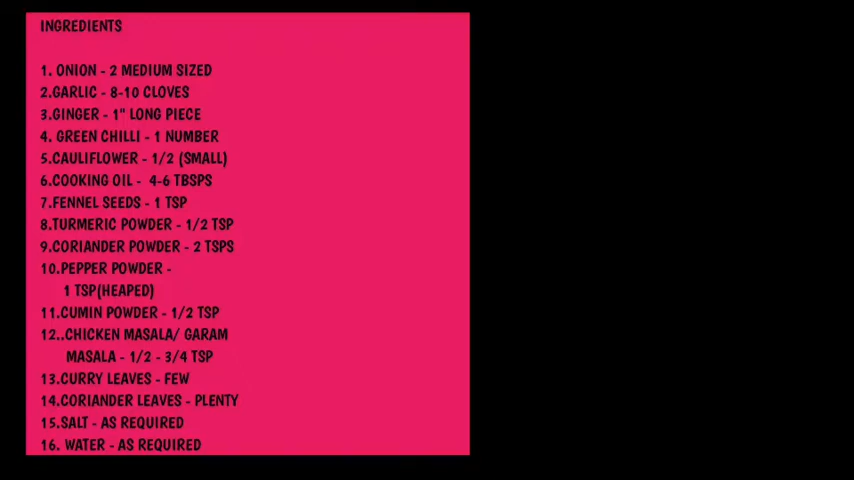 INGREDIENTS
1. ONION - 2 MEDIUM SIZED
2.GARLIC - 8-10 CLOVES
3.GINGER - 1" LONG PIECE
4. GREEN CHILLI - 1 NUMBER
5.CAULIFLOWER - 1/2 (SMALL)
6.COOKING OIL - 4-6 TBSPS
7.FENNEL SEEDS - 1 TSP
8.TURMERIC POWDER - 1/2 TSP
9.CORIANDER POWDER - 2 TSPS
10.PEPPER POWDER -
1 TSP(HEAPED)
11.CUMIN POWDER - 1/2 TSP
12..CHICKEN MASALA/ GARAM
MASALA - 1/2 - 3/4 TSP
13.CURRY LEAVES - FEW
14.CORIANDER LEAVES - PLENTY
15.SALT - AS REQUIRED
16. WATER - AS REQUIRED